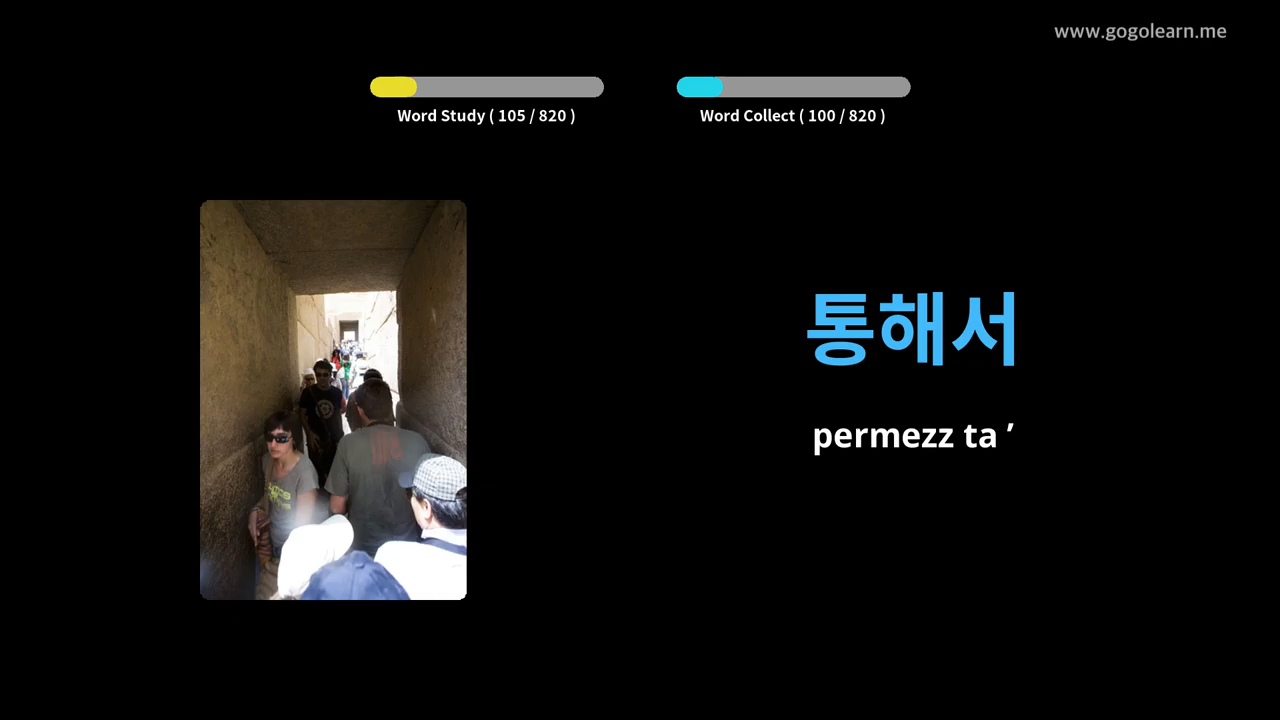 www.gogolearn.me
Word Study ( 105 / 820 )
Word Collect ( 100 / 820 )
통해서
permezz ta ’